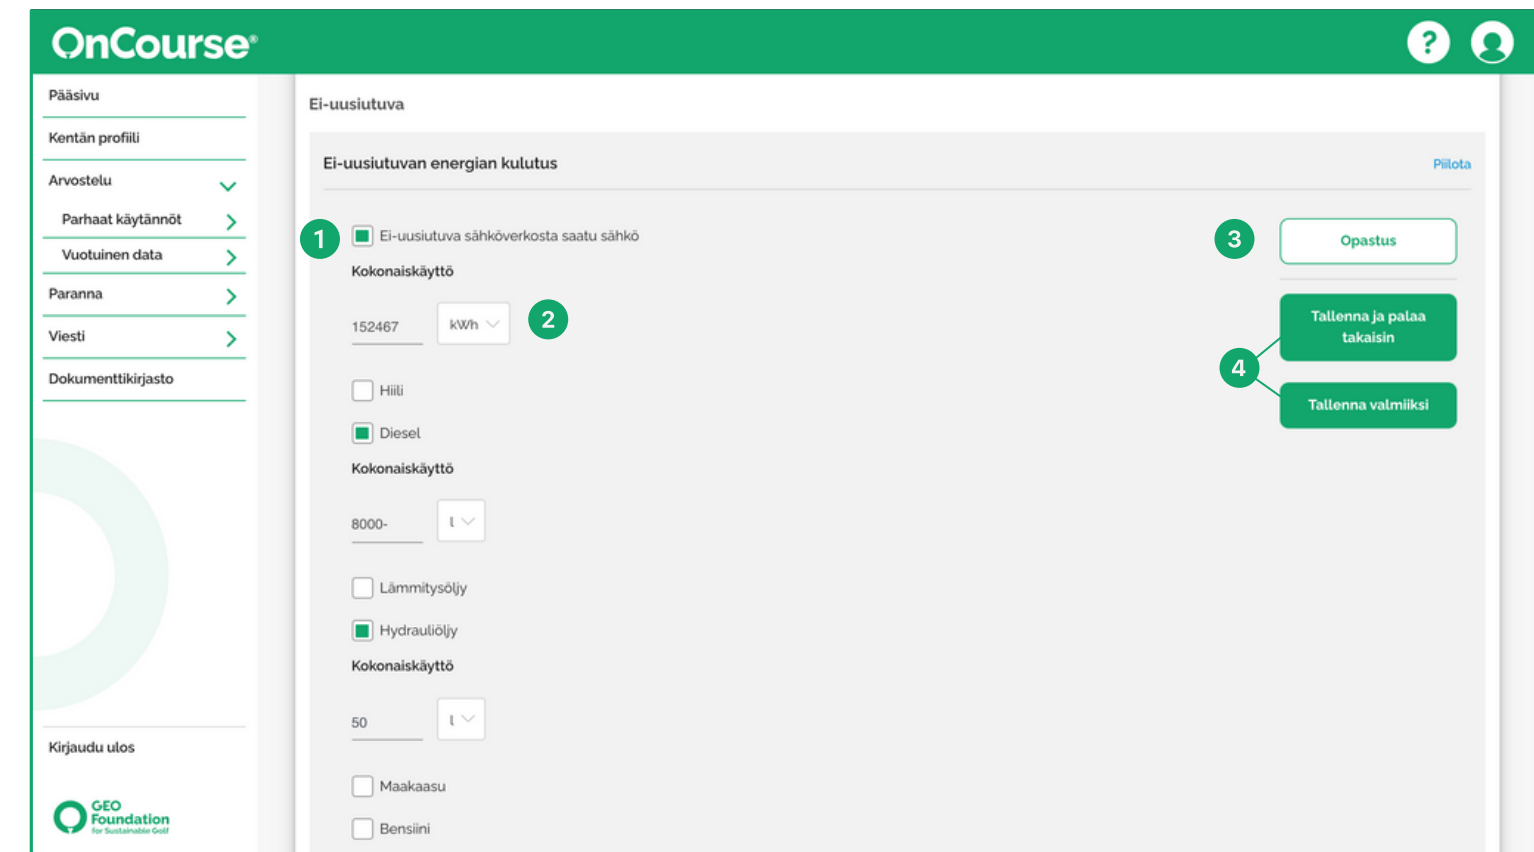 OnCourse®
?
Pääsivu
Kentän profiili
Arvostelu
Parhaat käytännöt
Vuotuinen data
Paranna
Viesti
Dokumenttikirjasto
Kirjaudu ulos
GEO
Foundation
for Sustainable Golf
Ei-uusiutuva
Ei-uusiutuvan energian kulutus
Piilota
1
Ei-uusiutuva sähköverkosta saatu sähkö
Kokonaiskäyttö
152467
kWh
2
Hiili
Diesel
Kokonaiskäyttö
8000-
l
Lämmitysöljy
Hydrauliöljy
Kokonaiskäyttö
50
l
Maakaasu
Bensiini
3
Opastus
4
Tallenna ja palaa
takaisin
Tallenna valmiiksi